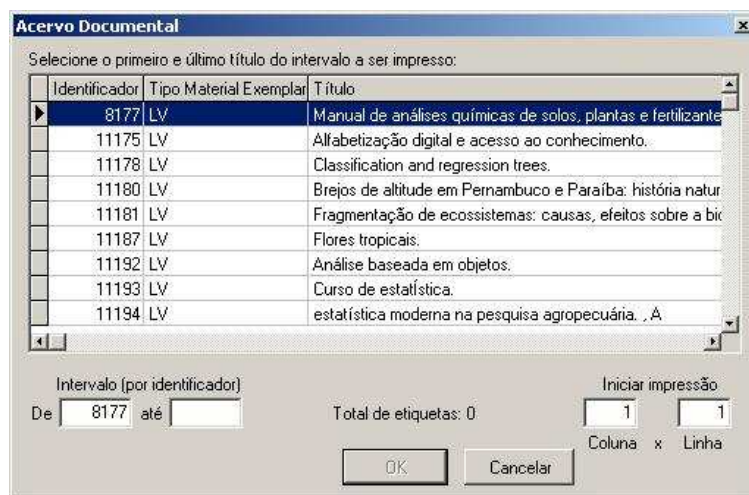 Acervo Documental
Selecione o primeiro e último título do intervalo a ser impresso:
Identificador Tipo Material Exemplar Título
8177 LV Manual de análises químicas de solos, plantas e fertilizante
11175 LV Alfabetização digital e acesso ao conhecimento.
11178 LV Classification and regression trees.
11180 LV Brejos de altitude em Pernambuco e Paraíba: história natur
11181 LV Fragmentação de ecossistemas: causas, efeitos sobre a bio
11187 LV Flores tropicais.
11192 LV Análise baseada em objetos.
11193 LV Curso de estatÍstica.
11194 LV estatística moderna na pesquisa agropecuária. , A
Intervalo (por identificador) Iniciar impressão
De 8177 até Total de etiquetas: 0 1 1
Coluna x Linha
OK Cancelar